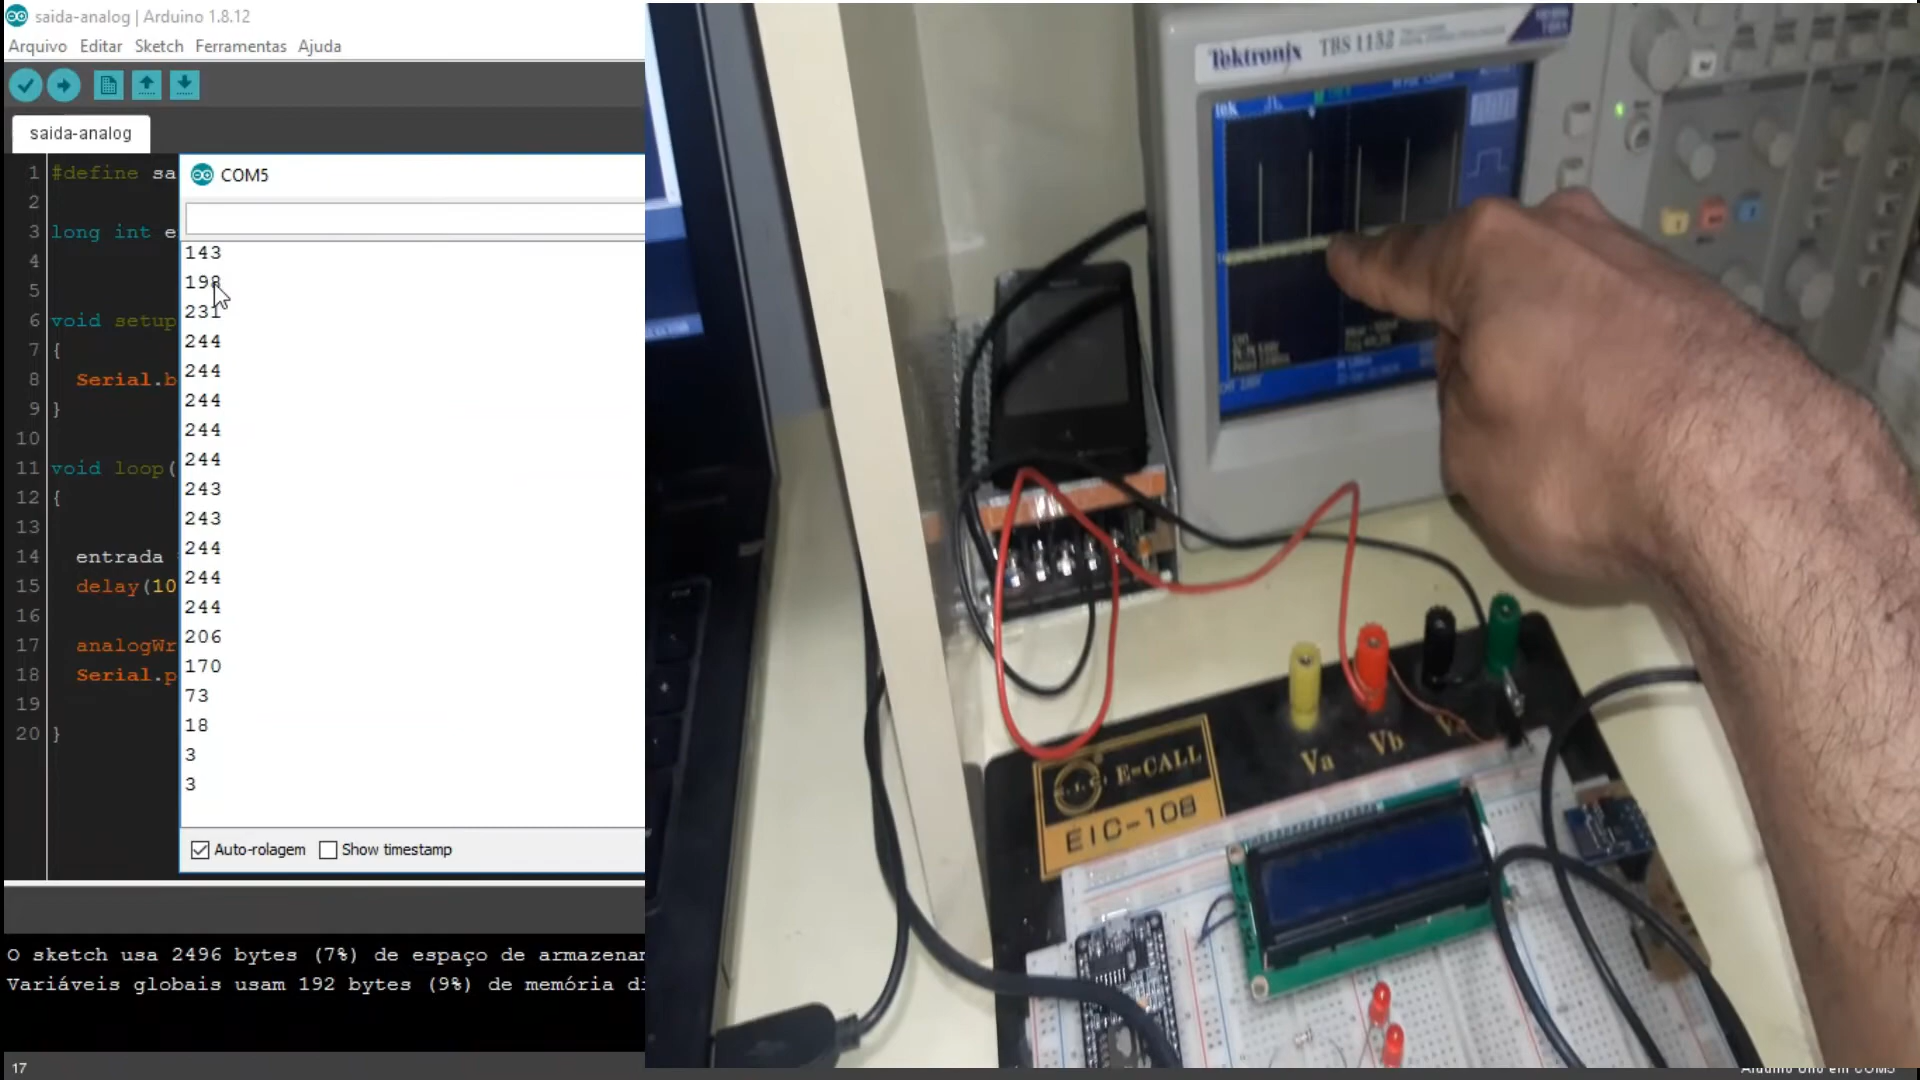 saida-analog | Arduino 1.8.12
Arquivo Editar Sketch Ferramentas Ajuda
saida-analog
1 #define sa
2
3 long int e
4
5
6 void setup
7 {
8 Serial.b
9 }
10
11 void loop(
12 {
13
14 entrada
15 delay(10
16
17 analogWr
18 Serial.p
19
20 }
COM5
143
198
231
244
244
244
244
244
243
243
244
244
244
206
170
73
18
3
3
Auto-rolagem Show timestamp
O sketch usa 2496 bytes (7%) de espaço de armazenam
Variáveis globais usam 192 bytes (9%) de memória di
17
Tektronix TBS 1152
Va Vb
E=CALL
EIC-108